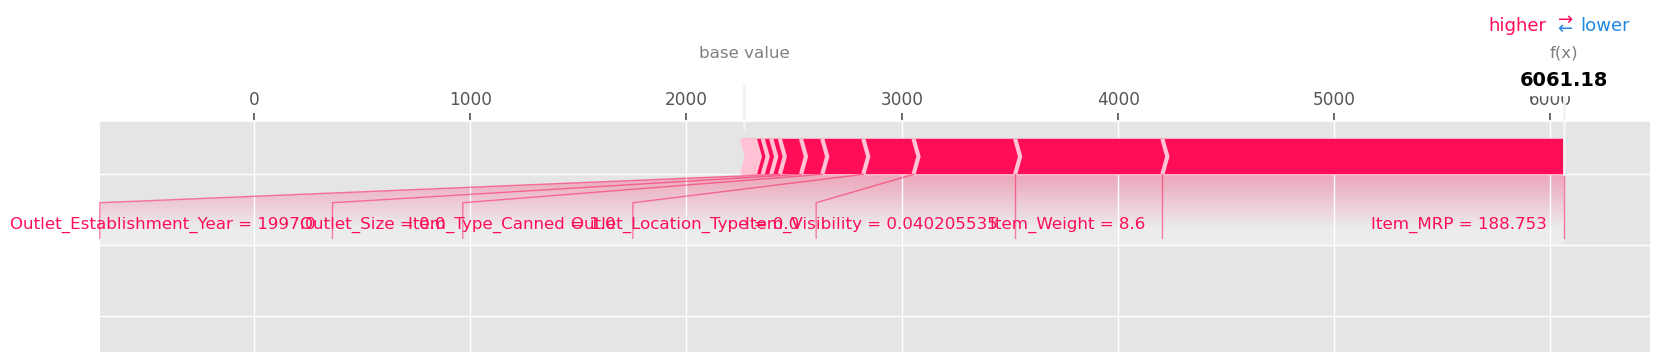 higher ⇄ lower
base value f(x)
6061.18
0 1000 2000 3000 4000 5000 6000
Outlet_Establishment_Year = 1997.0 Outlet_Size = 0.0 Item_Type_Canned = 1.0 Outlet_Location_Type = 0.0 Item_Visibility = 0.040205535 Item_Weight = 8.6 Item_MRP = 188.753